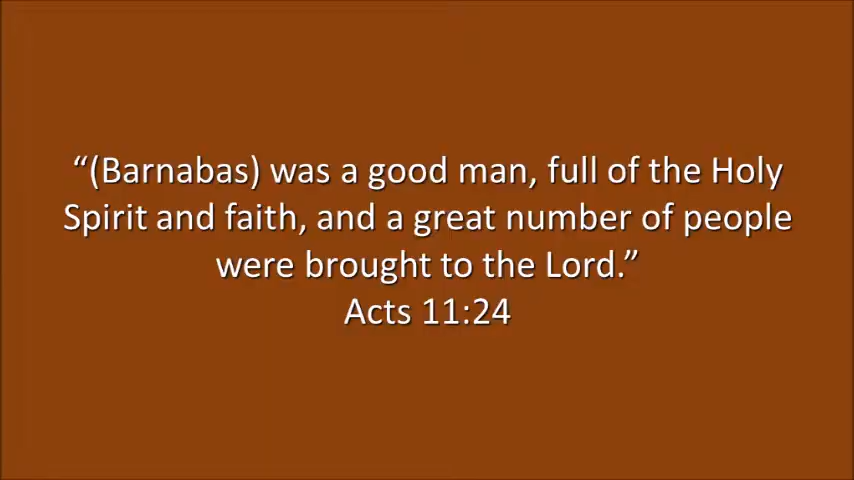 “(Barnabas) was a good man, full of the Holy
Spirit and faith, and a great number of people
were brought to the Lord.”
Acts 11:24